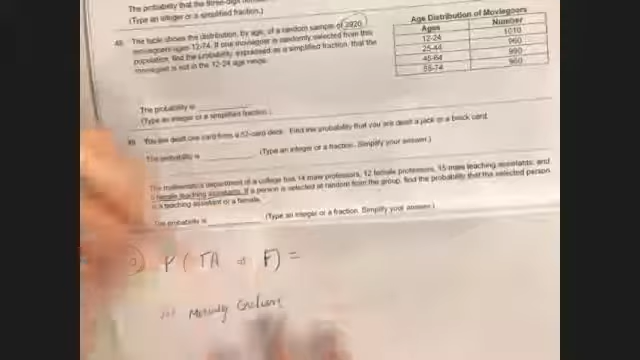 The probability that the three-digit
(Type an integer or a simplified fraction.)
The table shows the distribution, by age, of a random sample of 3920
moviegoers ages 12-74. If one moviegoer is randomly selected from this
population, find the probability expressed as a simplified fraction, that the
moviegoer is not in the 12-24 age range.
Age Distribution of Moviegoers
Ages Number
12-24 1010
25-44 960
45-64 990
65-74 960
The probability is
(Type an integer or a simplified fraction.)
You are dealt one card from a 52-card deck. Find the probability that you are dealt a jack or a black card.
The probability is (Type an integer or a fraction. Simplify your answer.)
The mathematics department of a college has 14 male professors, 12 female professors, 15 male teaching assistants, and
female teaching assistants. If a person is selected at random from the group, find the probability that the selected person
is a teaching assistant or a female.
The probability is (Type an integer or a fraction. Simplify your answer.)
P ( TA or F ) =
not Mutually